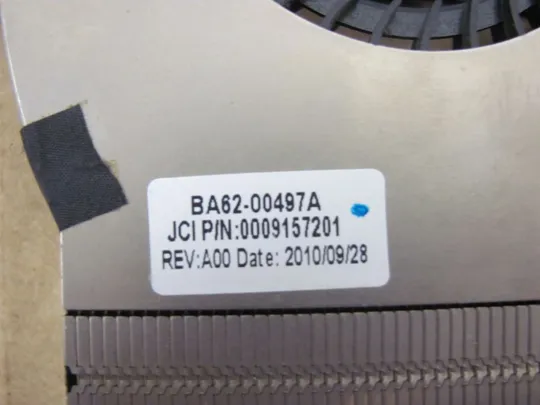 BA62-00497A
JCI P/N:0009157201
REV:A00 Date: 2010/09/28